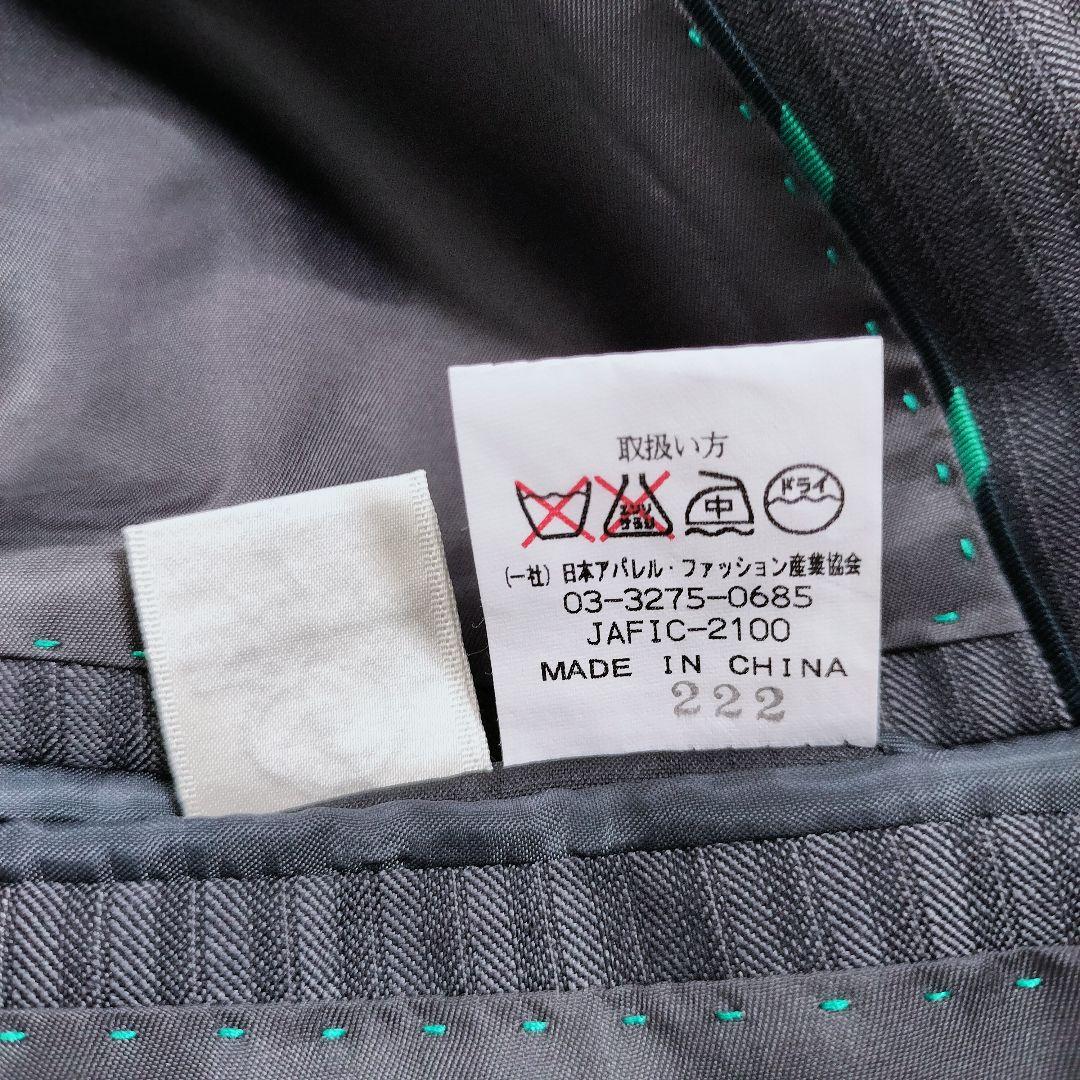 取扱い方
エンソ
サラシ
中
ドライ
(一社) 日本アパレル・ファッション産業協会
03-3275-0685
JAFIC-2100
MADE IN CHINA
222